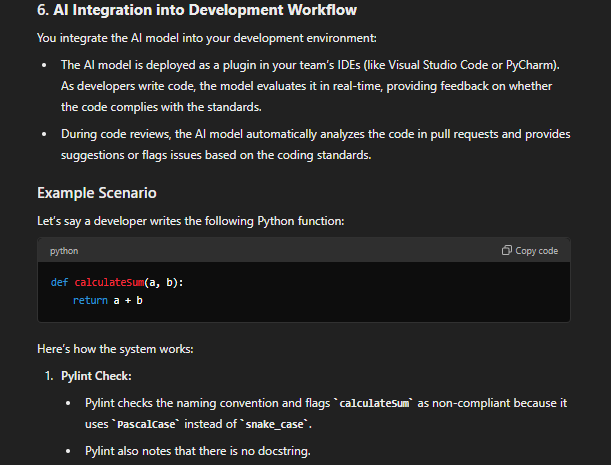 6. AI Integration into Development Workflow
You integrate the AI model into your development environment:
• The AI model is deployed as a plugin in your team's IDEs (like Visual Studio Code or PyCharm).
As developers write code, the model evaluates it in real-time, providing feedback on whether
the code complies with the standards.
• During code reviews, the AI model automatically analyzes the code in pull requests and provides
suggestions or flags issues based on the coding standards.
Example Scenario
Let's say a developer writes the following Python function:
python Copy code
def calculateSum(a, b):
    return a + b
Here's how the system works:
1. Pylint Check:
• Pylint checks the naming convention and flags `calculateSum` as non-compliant because it
uses `PascalCase` instead of `snake_case`.
• Pylint also notes that there is no docstring.